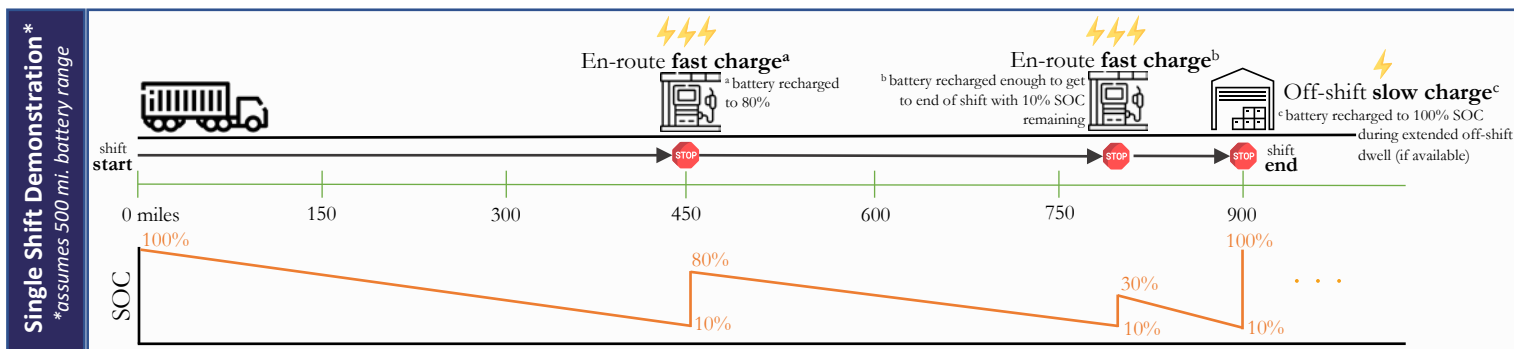 Single Shift Demonstration*
*assumes 500 mi. battery range
En-route fast charge^a
^a battery recharged
to 80%
En-route fast charge^b
^b battery recharged enough to get
to end of shift with 10% SOC
remaining
Off-shift slow charge^c
^c battery recharged to 100% SOC
during extended off-shift
dwell (if available)
shift
start
STOP
STOP
STOP
shift
end
0 miles
150
300
450
600
750
900
SOC
100%
10%
80%
10%
30%
10%
100%
. . .